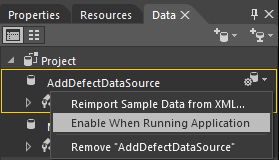 Properties Resources Data
Project
AddDefectDataSource
Reimport Sample Data from XML...
Enable When Running Application
Remove "AddDefectDataSource"